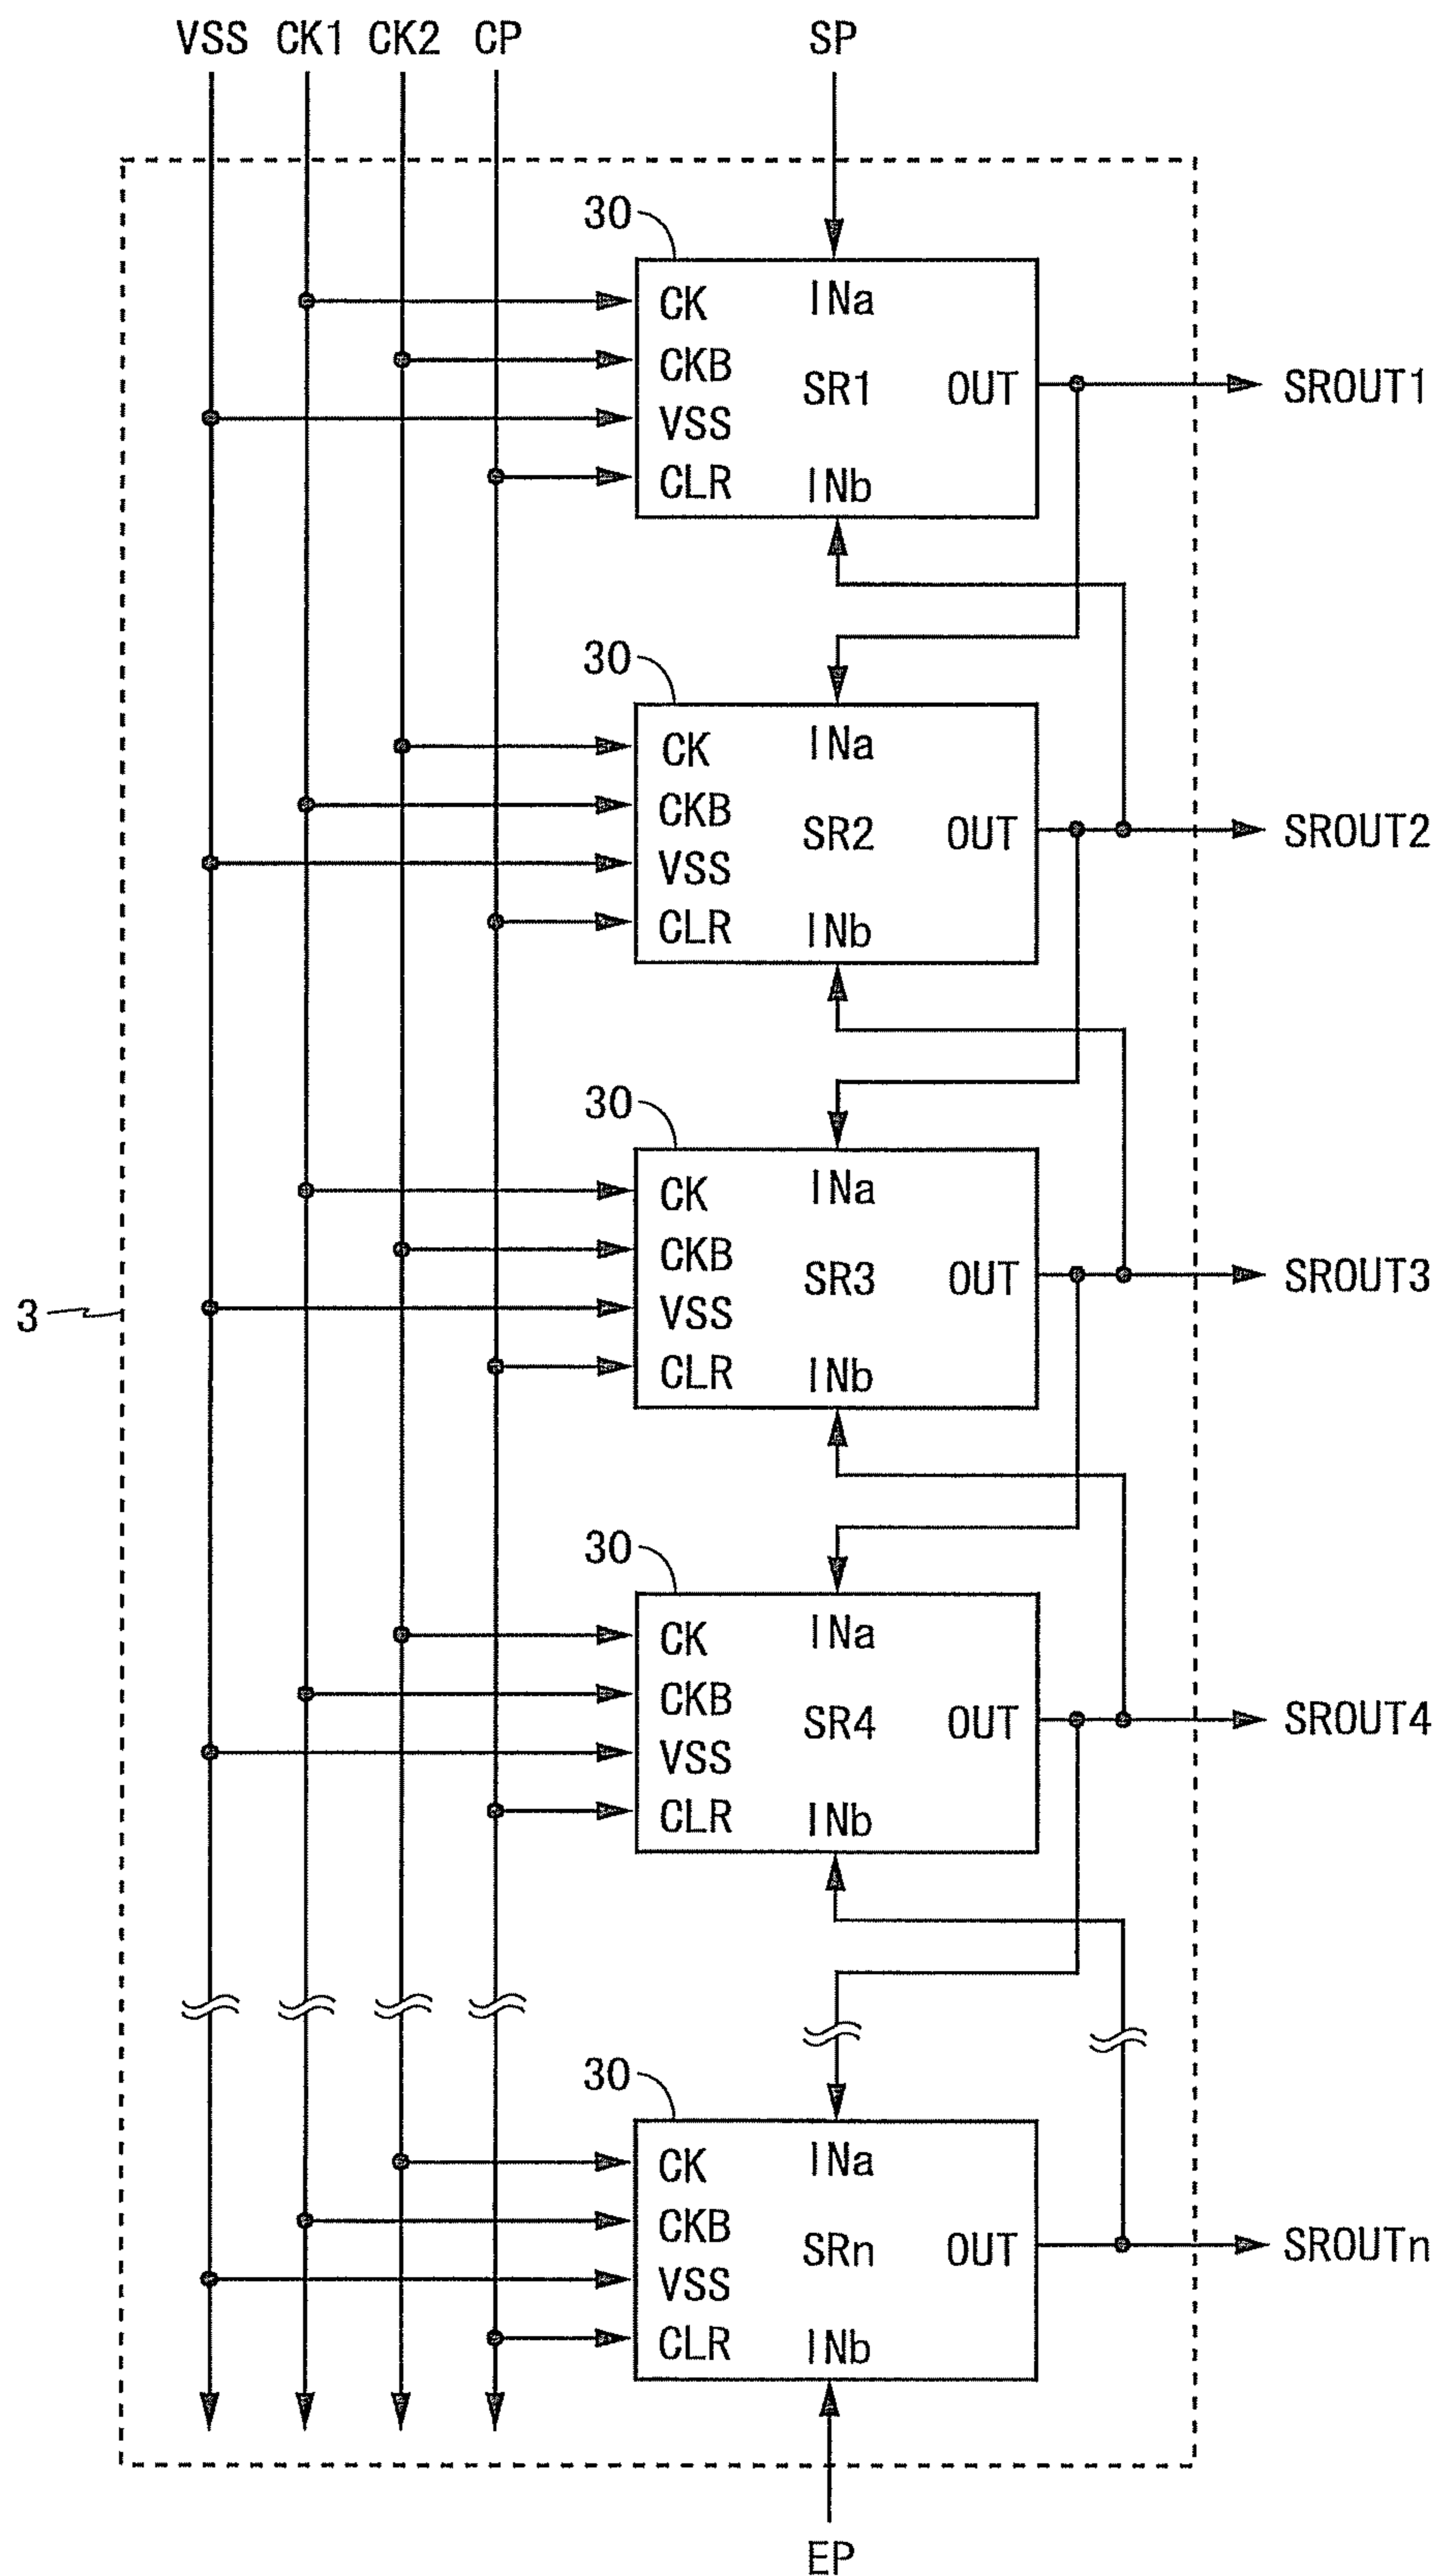 VSS CK1 CK2 CP SP
30
CK INa
CKB SR1 OUT SROUT1
VSS
CLR INb
30
CK INa
CKB SR2 OUT SROUT2
VSS
CLR INb
30
CK INa
CKB SR3 OUT SROUT3
3 VSS
CLR INb
30
CK INa
CKB SR4 OUT SROUT4
VSS
CLR INb
30
CK INa
CKB SRn OUT SROUTn
VSS
CLR INb
EP